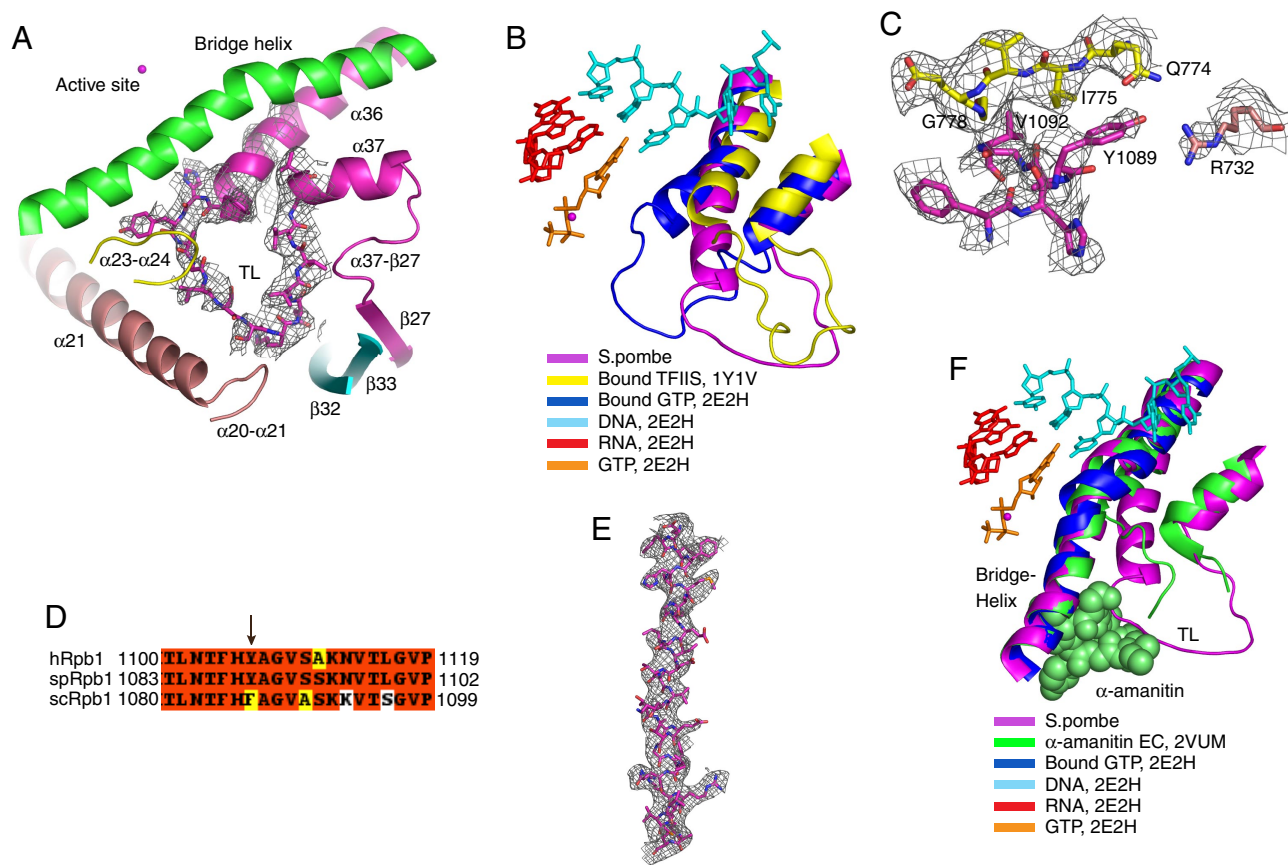 A
Bridge helix
Active site
α36
α37
α23-α24
TL
α37-β27
α21
β27
β33
β32
α20-α21
B
S.pombe
Bound TFIIS, 1Y1V
Bound GTP, 2E2H
DNA, 2E2H
RNA, 2E2H
GTP, 2E2H
C
Q774
I775
G778
V1092
Y1089
R732
D
hRpb1 1100 TLNTFHYAGVSAKNVTLGVP 1119
spRpb1 1083 TLNTFHYAGVSSKNVTLGVP 1102
scRpb1 1080 TLNTFHFAGVASKKVTSGVP 1099
E
F
Bridge-
Helix
TL
α-amanitin
S.pombe
α-amanitin EC, 2VUM
Bound GTP, 2E2H
DNA, 2E2H
RNA, 2E2H
GTP, 2E2H